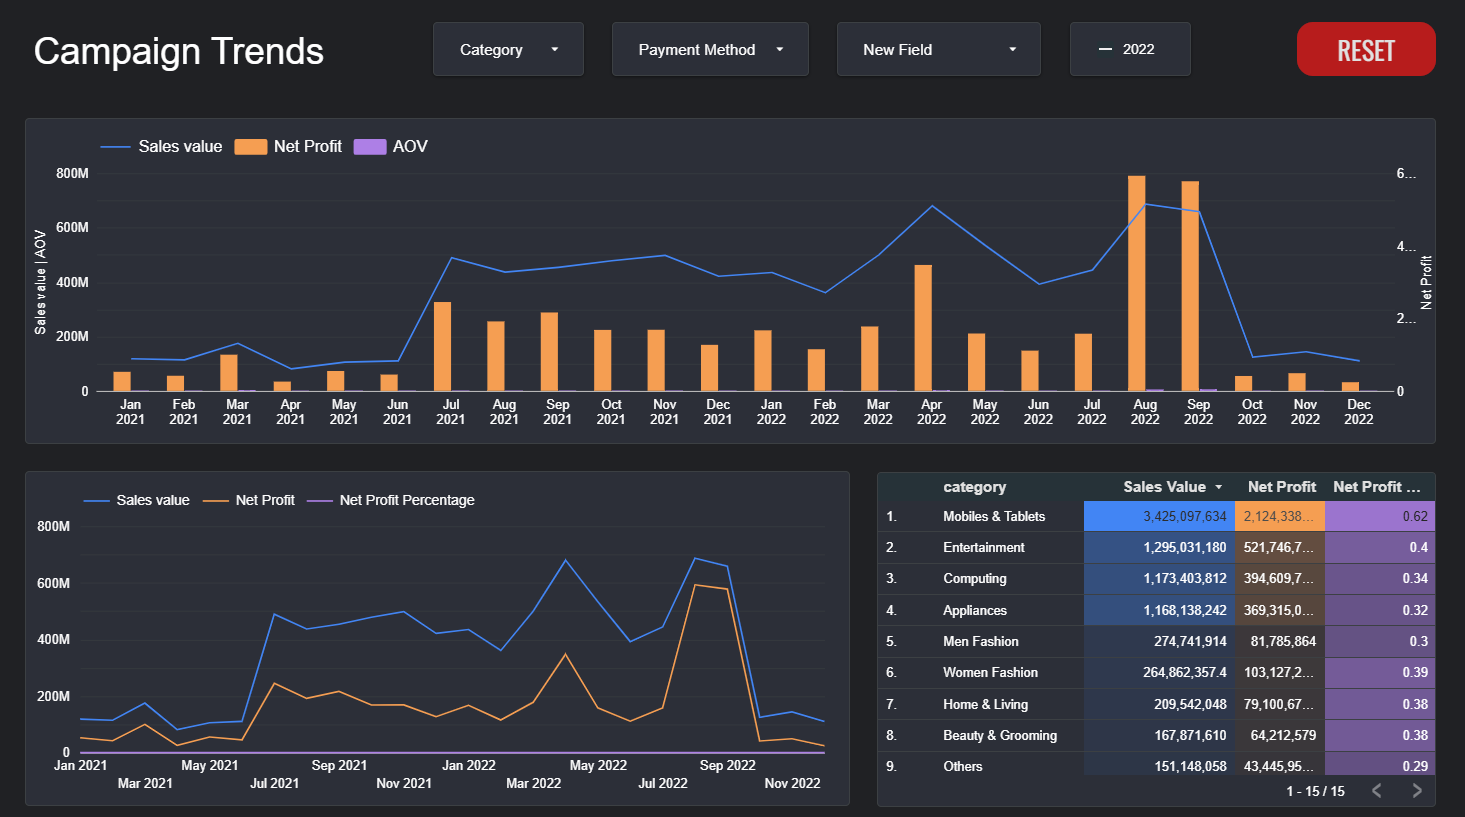 Campaign Trends
Category
Payment Method
New Field
— 2022
RESET
Sales value Net Profit AOV
800M
600M
400M
200M
0
Sales value | AOV
6...
4...
2...
0
Net Profit
Jan 2021
Feb 2021
Mar 2021
Apr 2021
May 2021
Jun 2021
Jul 2021
Aug 2021
Sep 2021
Oct 2021
Nov 2021
Dec 2021
Jan 2022
Feb 2022
Mar 2022
Apr 2022
May 2022
Jun 2022
Jul 2022
Aug 2022
Sep 2022
Oct 2022
Nov 2022
Dec 2022
Sales value Net Profit Net Profit Percentage
800M
600M
400M
200M
0
Jan 2021
Mar 2021
May 2021
Jul 2021
Sep 2021
Nov 2021
Jan 2022
Mar 2022
May 2022
Jul 2022
Sep 2022
Nov 2022
category Sales Value Net Profit Net Profit ...
1. Mobiles & Tablets 3,425,097,634 2,124,338... 0.62
2. Entertainment 1,295,031,180 521,746,7... 0.4
3. Computing 1,173,403,812 394,609,7... 0.34
4. Appliances 1,168,138,242 369,315,0... 0.32
5. Men Fashion 274,741,914 81,785,864 0.3
6. Women Fashion 264,862,357.4 103,127,2... 0.39
7. Home & Living 209,542,048 79,100,67... 0.38
8. Beauty & Grooming 167,871,610 64,212,579 0.38
9. Others 151,148,058 43,445,95... 0.29
1 - 15 / 15